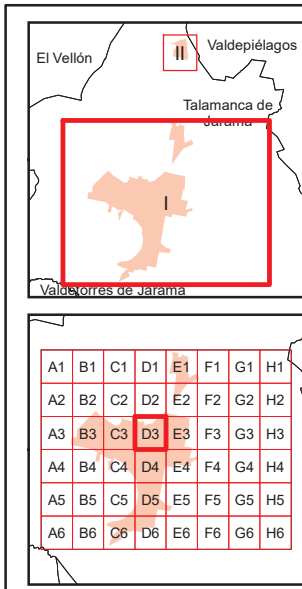 El Vellón
II
Valdepiélagos
Talamanca de
Jarama
I
Valdetorres de Jarama
A1 B1 C1 D1 E1 F1 G1 H1
A2 B2 C2 D2 E2 F2 G2 H2
A3 B3 C3 D3 E3 F3 G3 H3
A4 B4 C4 D4 E4 F4 G4 H4
A5 B5 C5 D5 E5 F5 G5 H5
A6 B6 C6 D6 E6 F6 G6 H6